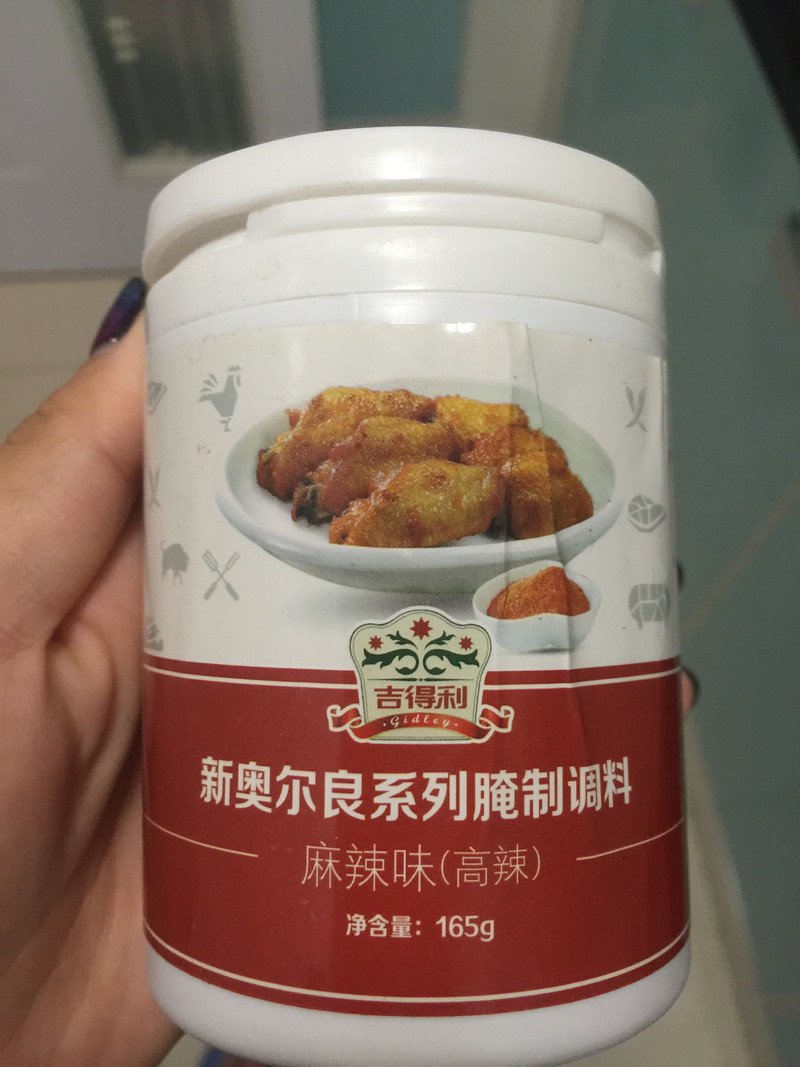 吉得利
Gidley
新奥尔良系列腌制调料
麻辣味(高辣)
净含量：165g